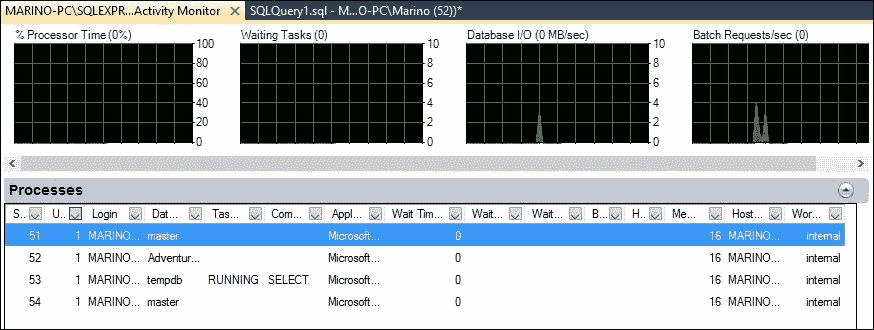 MARINO-PC\SQLEXPR...Activity Monitor SQLQuery1.sql - M...O-PC\Marino (52))*
% Processor Time (0%) Waiting Tasks (0) Database I/O (0 MB/sec) Batch Requests/sec (0)
100 10 10 10
80 8 8 8
60 6 6 6
40 4 4 4
20 2 2 2
0 0 0 0
Processes
S.. U.. Login Dat... Tas... Com... Appl... Wait Tim... Wait... Wait... B... H.. Me... Host... Wor...
51 1 MARINO... master Microsoft... 0 16 MARINO... internal
52 1 MARINO... Adventur... Microsoft... 0 16 MARINO... internal
53 1 MARINO... tempdb RUNNING SELECT Microsoft... 0 16 MARINO... internal
54 1 MARINO... master Microsoft... 0 16 MARINO... internal